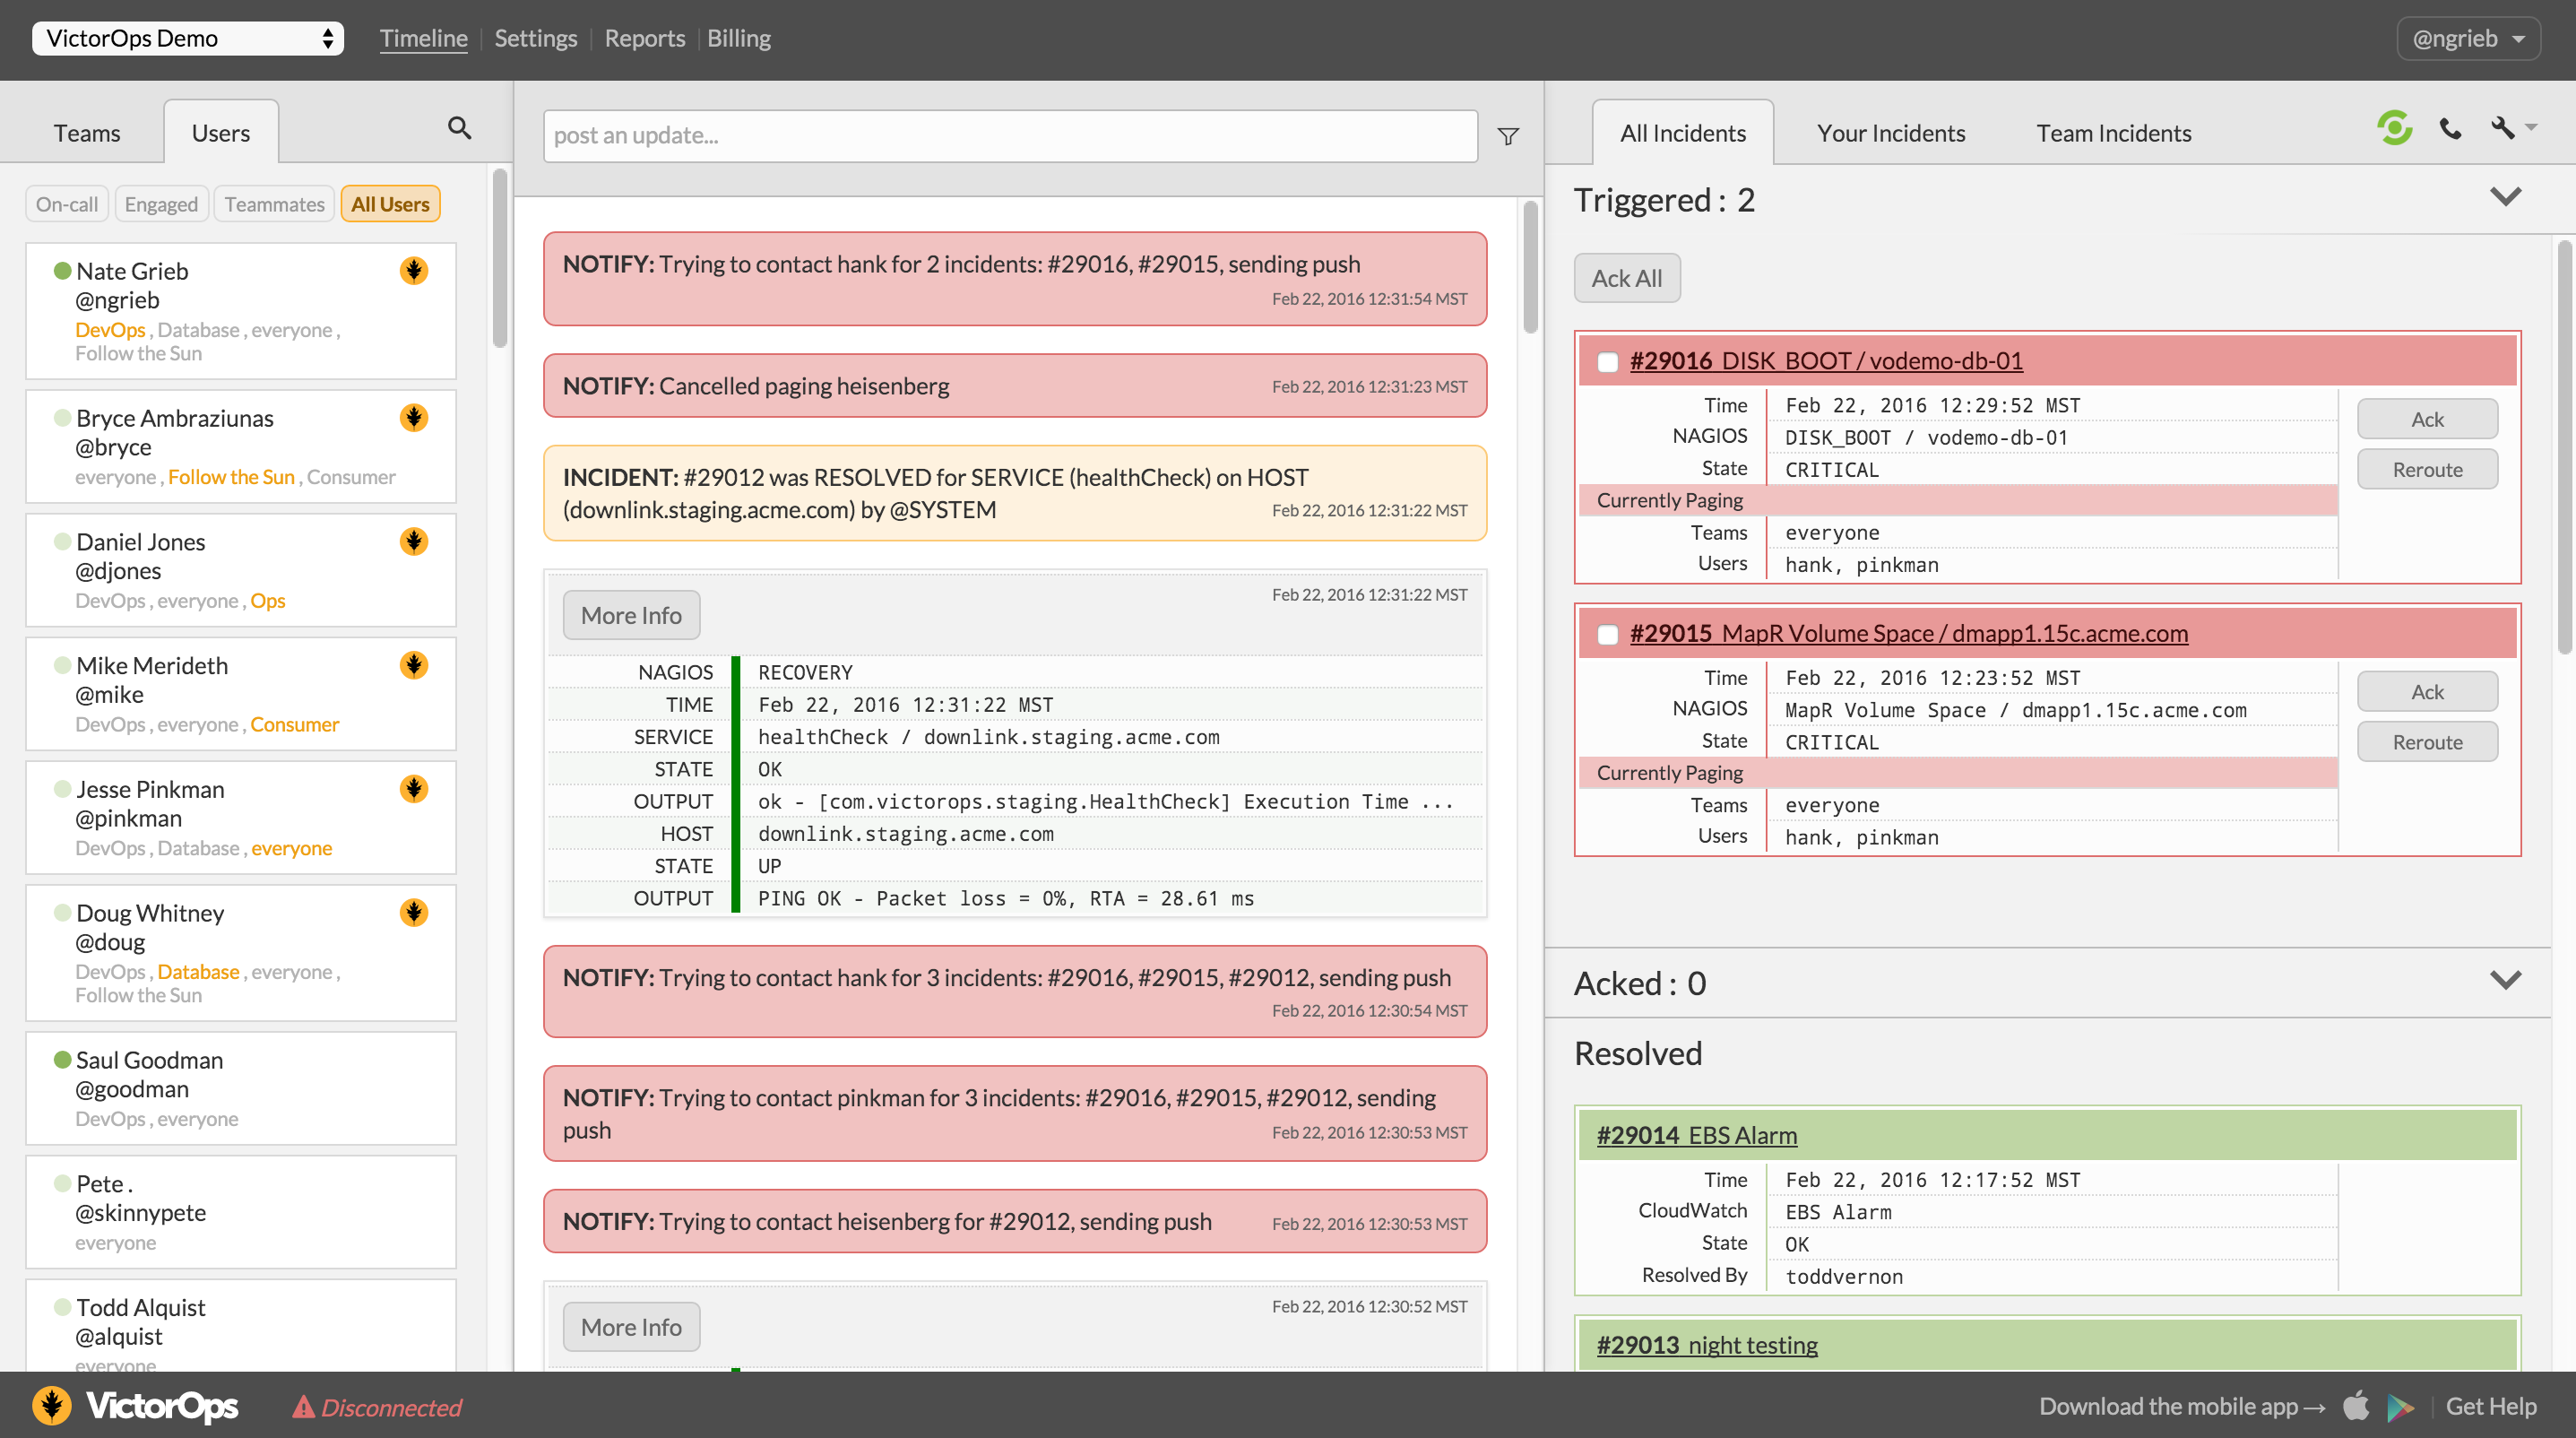 VictorOps Demo
Timeline
Settings
Reports
Billing
@ngrieb
Teams
Users
On-call
Engaged
Teammates
All Users
Nate Grieb
@ngrieb
DevOps , Database , everyone ,
Follow the Sun
Bryce Ambraziunas
@bryce
everyone , Follow the Sun , Consumer
Daniel Jones
@djones
DevOps , everyone , Ops
Mike Merideth
@mike
DevOps , everyone , Consumer
Jesse Pinkman
@pinkman
DevOps , Database , everyone
Doug Whitney
@doug
DevOps , Database , everyone ,
Follow the Sun
Saul Goodman
@goodman
DevOps , everyone
Pete .
@skinnypete
everyone
Todd Alquist
@alquist
everyone
post an update...
NOTIFY: Trying to contact hank for 2 incidents: #29016, #29015, sending push
Feb 22, 2016 12:31:54 MST
NOTIFY: Cancelled paging heisenberg
Feb 22, 2016 12:31:23 MST
INCIDENT: #29012 was RESOLVED for SERVICE (healthCheck) on HOST
(downlink.staging.acme.com) by @SYSTEM
Feb 22, 2016 12:31:22 MST
Feb 22, 2016 12:31:22 MST
More Info
NAGIOS RECOVERY
TIME Feb 22, 2016 12:31:22 MST
SERVICE healthCheck / downlink.staging.acme.com
STATE OK
OUTPUT ok - [com.victorops.staging.HealthCheck] Execution Time ...
HOST downlink.staging.acme.com
STATE UP
OUTPUT PING OK - Packet loss = 0%, RTA = 28.61 ms
NOTIFY: Trying to contact hank for 3 incidents: #29016, #29015, #29012, sending push
Feb 22, 2016 12:30:54 MST
NOTIFY: Trying to contact pinkman for 3 incidents: #29016, #29015, #29012, sending
push
Feb 22, 2016 12:30:53 MST
NOTIFY: Trying to contact heisenberg for #29012, sending push
Feb 22, 2016 12:30:53 MST
Feb 22, 2016 12:30:52 MST
More Info
All Incidents
Your Incidents
Team Incidents
Triggered : 2
Ack All
#29016 DISK_BOOT / vodemo-db-01
Time Feb 22, 2016 12:29:52 MST
NAGIOS DISK_BOOT / vodemo-db-01
State CRITICAL
Currently Paging
Teams everyone
Users hank, pinkman
Ack
Reroute
#29015 MapR Volume Space / dmapp1.15c.acme.com
Time Feb 22, 2016 12:23:52 MST
NAGIOS MapR Volume Space / dmapp1.15c.acme.com
State CRITICAL
Currently Paging
Teams everyone
Users hank, pinkman
Ack
Reroute
Acked : 0
Resolved
#29014 EBS Alarm
Time Feb 22, 2016 12:17:52 MST
CloudWatch EBS Alarm
State OK
Resolved By toddvernon
#29013 night testing
VictorOps
Disconnected
Download the mobile app→
Get Help